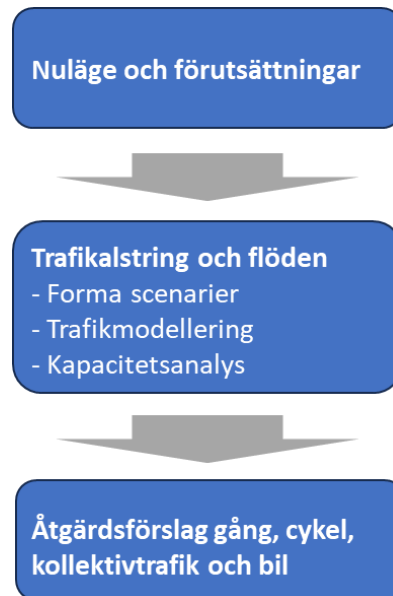 Nuläge och förutsättningar
Trafikalstring och flöden
- Forma scenarier
- Trafikmodellering
- Kapacitetsanalys
Åtgärdsförslag gång, cykel,
kollektivtrafik och bil